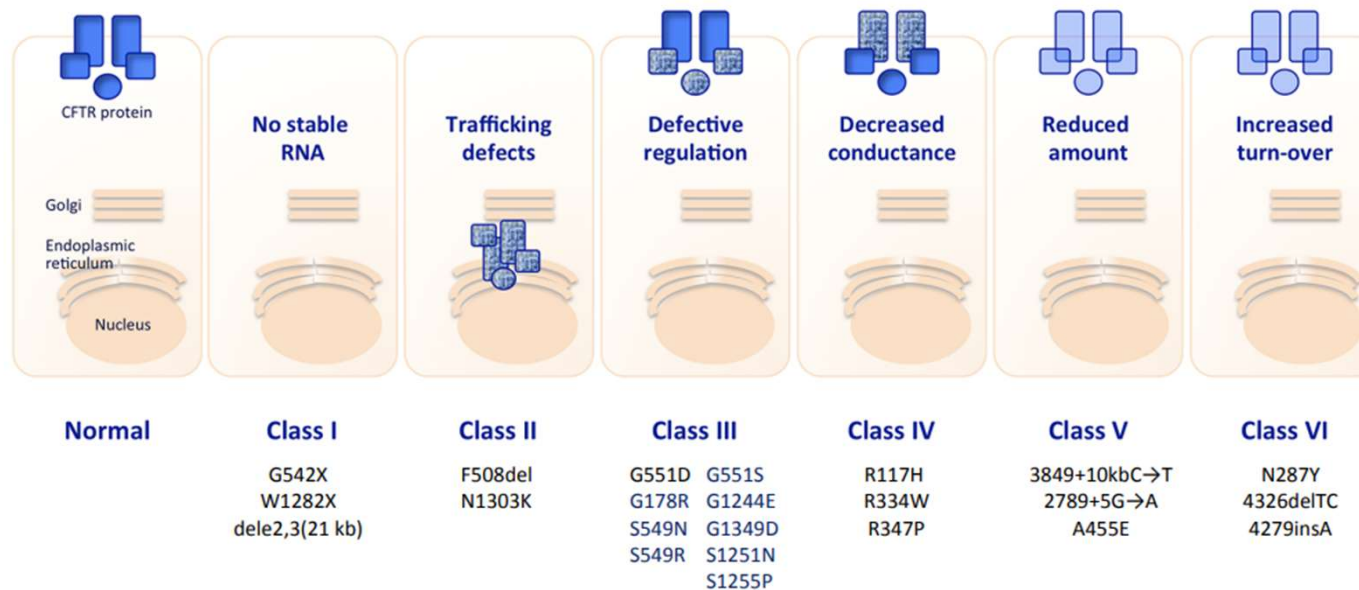 CFTR protein
Golgi
Endoplasmic
reticulum
Nucleus
No stable
RNA
Trafficking
defects
Defective
regulation
Decreased
conductance
Reduced
amount
Increased
turn-over
Normal
Class I
Class II
Class III
Class IV
Class V
Class VI
G542X
W1282X
dele2,3(21 kb)
F508del
N1303K
G551D G551S
G178R G1244E
S549N G1349D
S549R S1251N
S1255P
R117H
R334W
R347P
3849+10kbC→T
2789+5G→A
A455E
N287Y
4326delTC
4279insA